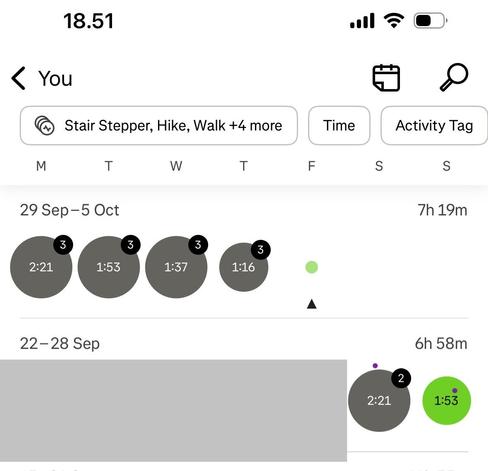 18.51
You
Stair Stepper, Hike, Walk +4 more Time Activity Tag
M T W T F S S
29 Sep–5 Oct 7h 19m
3 3 3 3
2:21 1:53 1:37 1:16
22–28 Sep 6h 58m
2
2:21 1:53